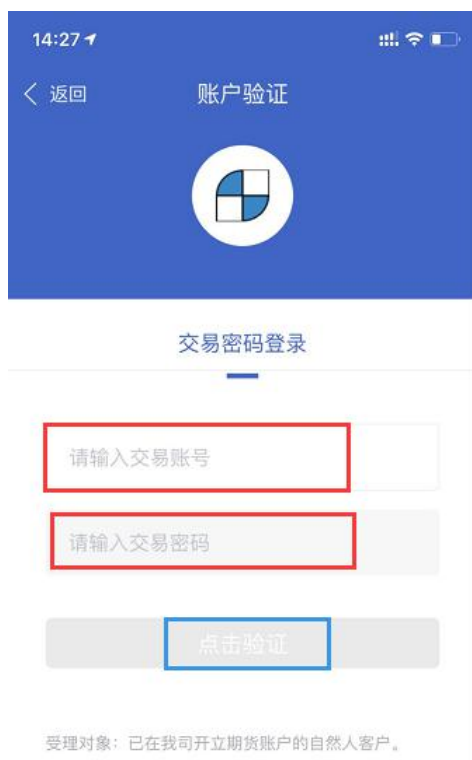 14:27
返回
账户验证
交易密码登录
请输入交易账号
请输入交易密码
点击验证
受理对象：已在我司开立期货账户的自然人客户。